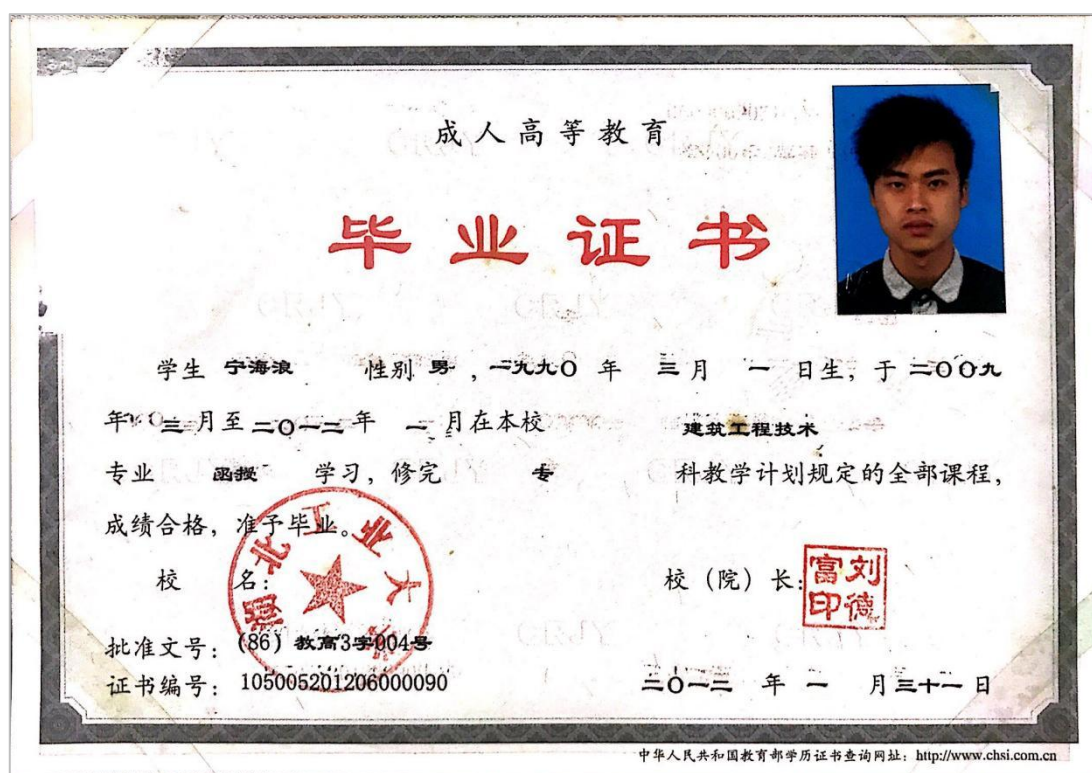 成人高等教育
毕业证书
学生 宁海浪 性别 男，一九九〇 年 三 月 一 日生，于 二〇〇九
年 三 月至 二〇一二 年 一 月在本校 建筑工程技术
专业 函授 学习，修完 专 科教学计划规定的全部课程，
成绩合格，准予毕业。
湖北工业大学
校 名： 校（院）长：
刘德富印
批准文号：(86) 教高3字004号
证书编号：105005201206000090 二〇一二 年 一 月三十一日
中华人民共和国教育部学历证书查询网址：http://www.chsi.com.cn